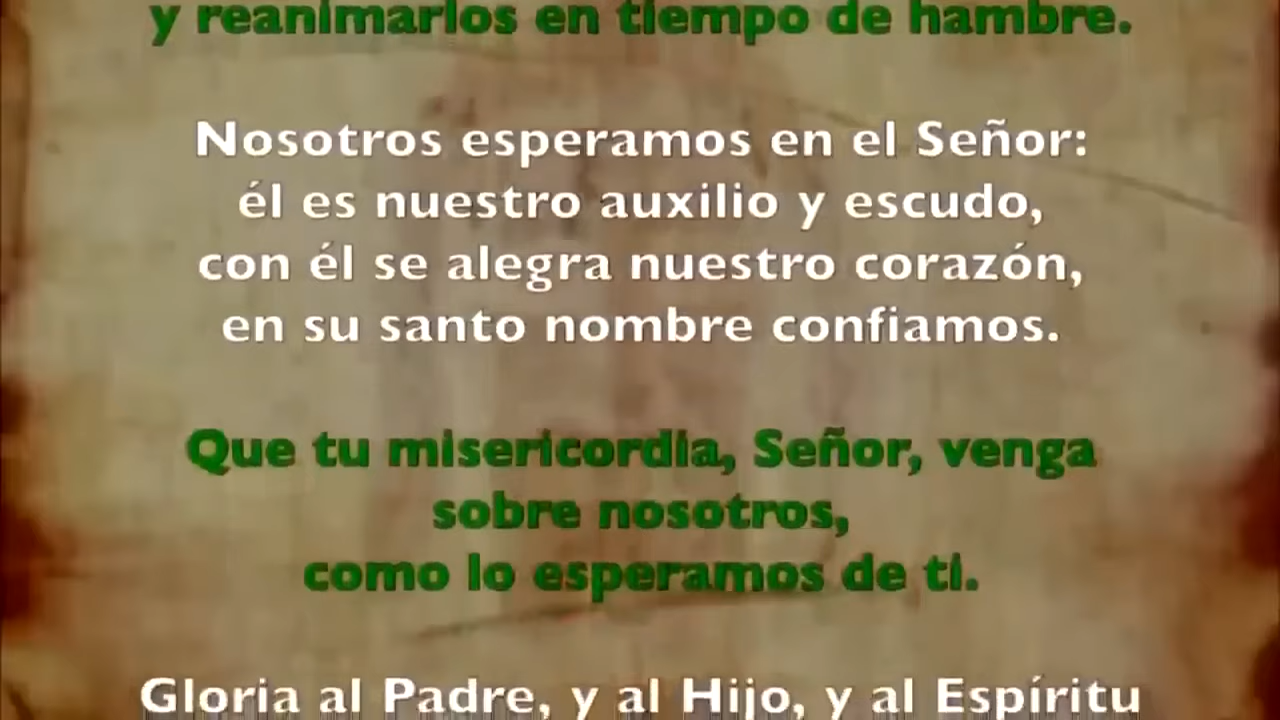 y reanimarlos en tiempo de hambre.
Nosotros esperamos en el Señor:
él es nuestro auxilio y escudo,
con él se alegra nuestro corazón,
en su santo nombre confiamos.
Que tu misericordia, Señor, venga
sobre nosotros,
como lo esperamos de ti.
Gloria al Padre, y al Hijo, y al Espíritu